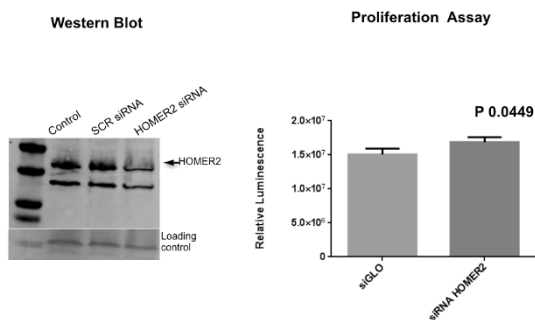 Western Blot
Control
SCR siRNA
HOMER2 siRNA
HOMER2
Loading
control
Proliferation Assay
P 0.0449
Relative Luminescence
2.0×10⁷
1.5×10⁷
1.0×10⁷
5.0×10⁶
0
siGLO
siRNA HOMER2